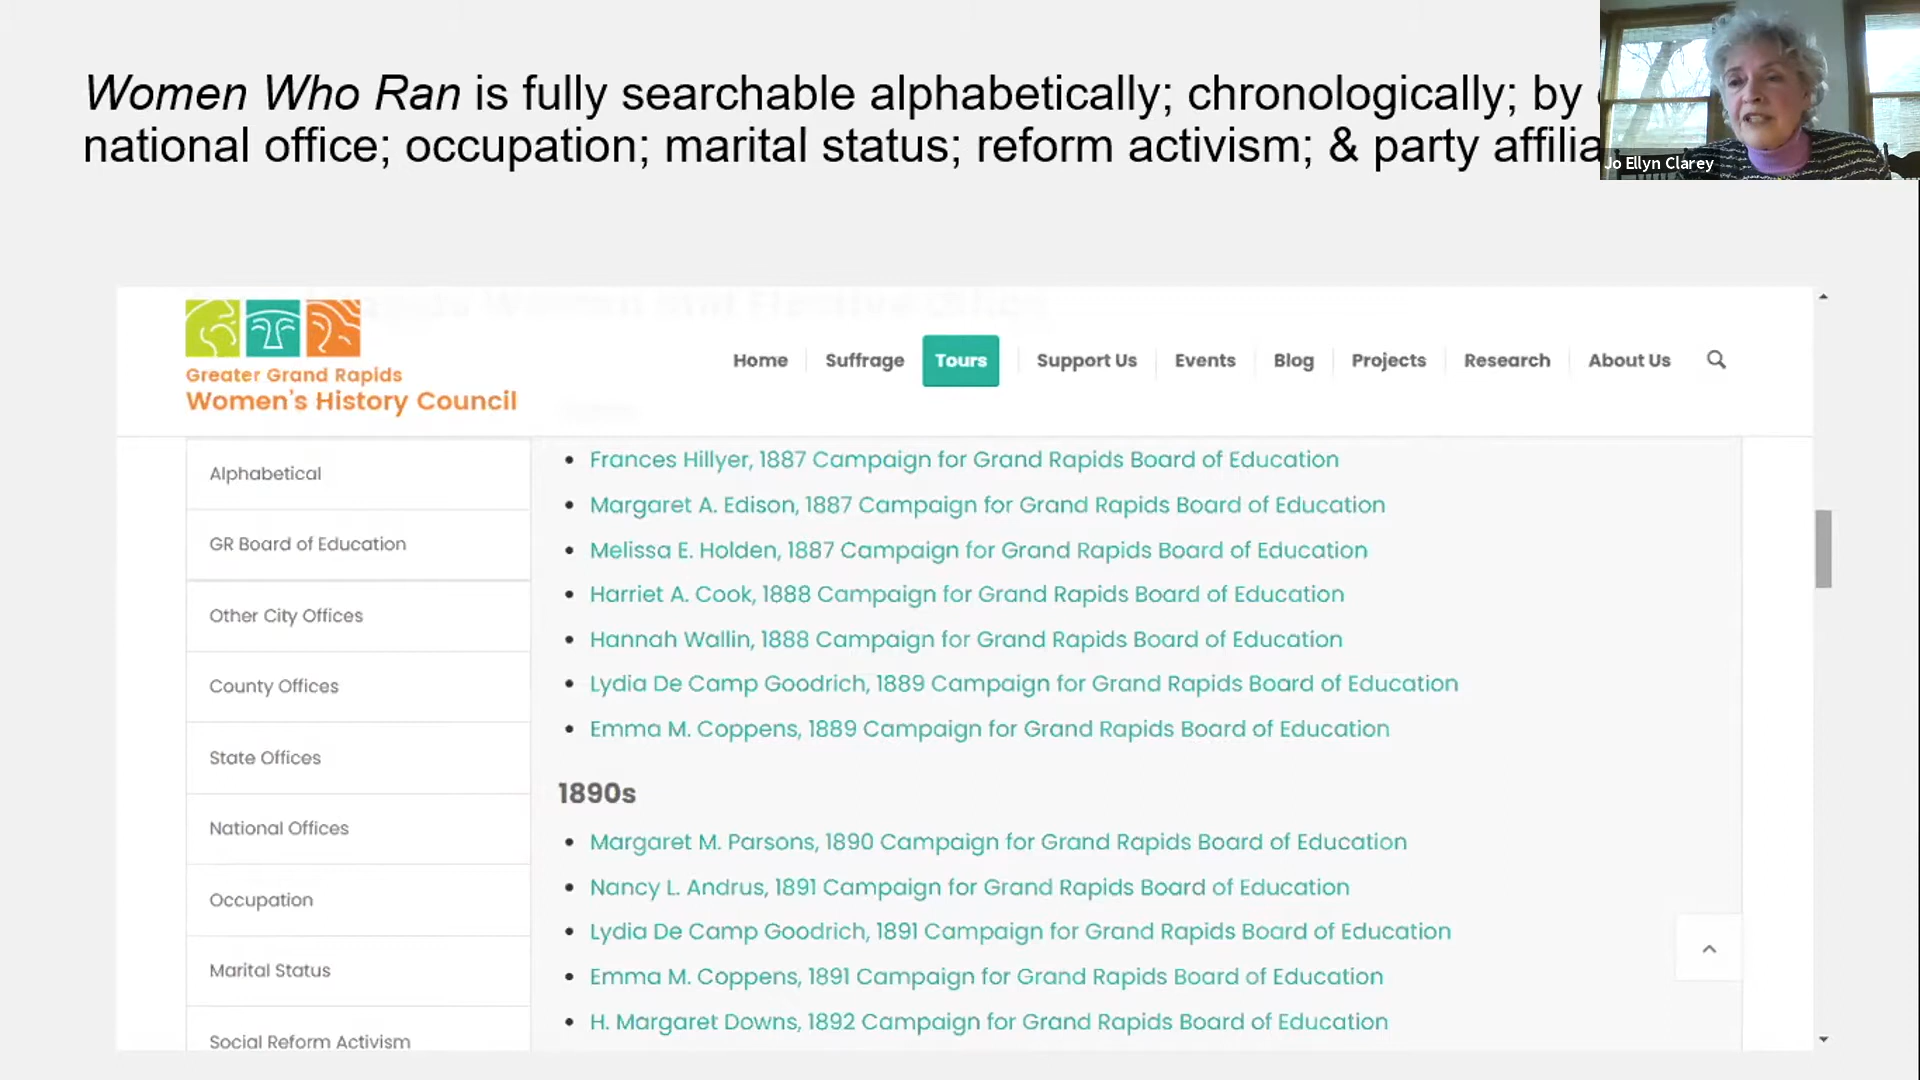 Women Who Ran is fully searchable alphabetically; chronologically; by
national office; occupation; marital status; reform activism; & party affilia
Jo Ellyn Clarey
Greater Grand Rapids
Women's History Council
Home
Suffrage
Tours
Support Us
Events
Blog
Projects
Research
About Us
Alphabetical
GR Board of Education
Other City Offices
County Offices
State Offices
National Offices
Occupation
Marital Status
Social Reform Activism
Frances Hillyer, 1887 Campaign for Grand Rapids Board of Education
Margaret A. Edison, 1887 Campaign for Grand Rapids Board of Education
Melissa E. Holden, 1887 Campaign for Grand Rapids Board of Education
Harriet A. Cook, 1888 Campaign for Grand Rapids Board of Education
Hannah Wallin, 1888 Campaign for Grand Rapids Board of Education
Lydia De Camp Goodrich, 1889 Campaign for Grand Rapids Board of Education
Emma M. Coppens, 1889 Campaign for Grand Rapids Board of Education
1890s
Margaret M. Parsons, 1890 Campaign for Grand Rapids Board of Education
Nancy L. Andrus, 1891 Campaign for Grand Rapids Board of Education
Lydia De Camp Goodrich, 1891 Campaign for Grand Rapids Board of Education
Emma M. Coppens, 1891 Campaign for Grand Rapids Board of Education
H. Margaret Downs, 1892 Campaign for Grand Rapids Board of Education